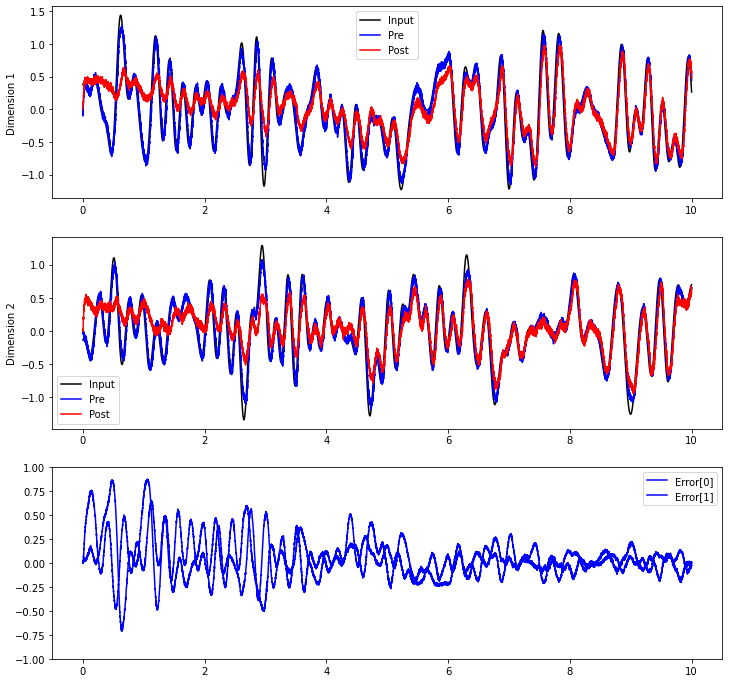 Input
Pre
Post
Dimension 1
1.5
1.0
0.5
0.0
−0.5
−1.0
0 2 4 6 8 10
Dimension 2
1.0
0.5
0.0
−0.5
−1.0
Input
Pre
Post
0 2 4 6 8 10
Error[0]
Error[1]
1.00
0.75
0.50
0.25
0.00
−0.25
−0.50
−0.75
−1.00
0 2 4 6 8 10